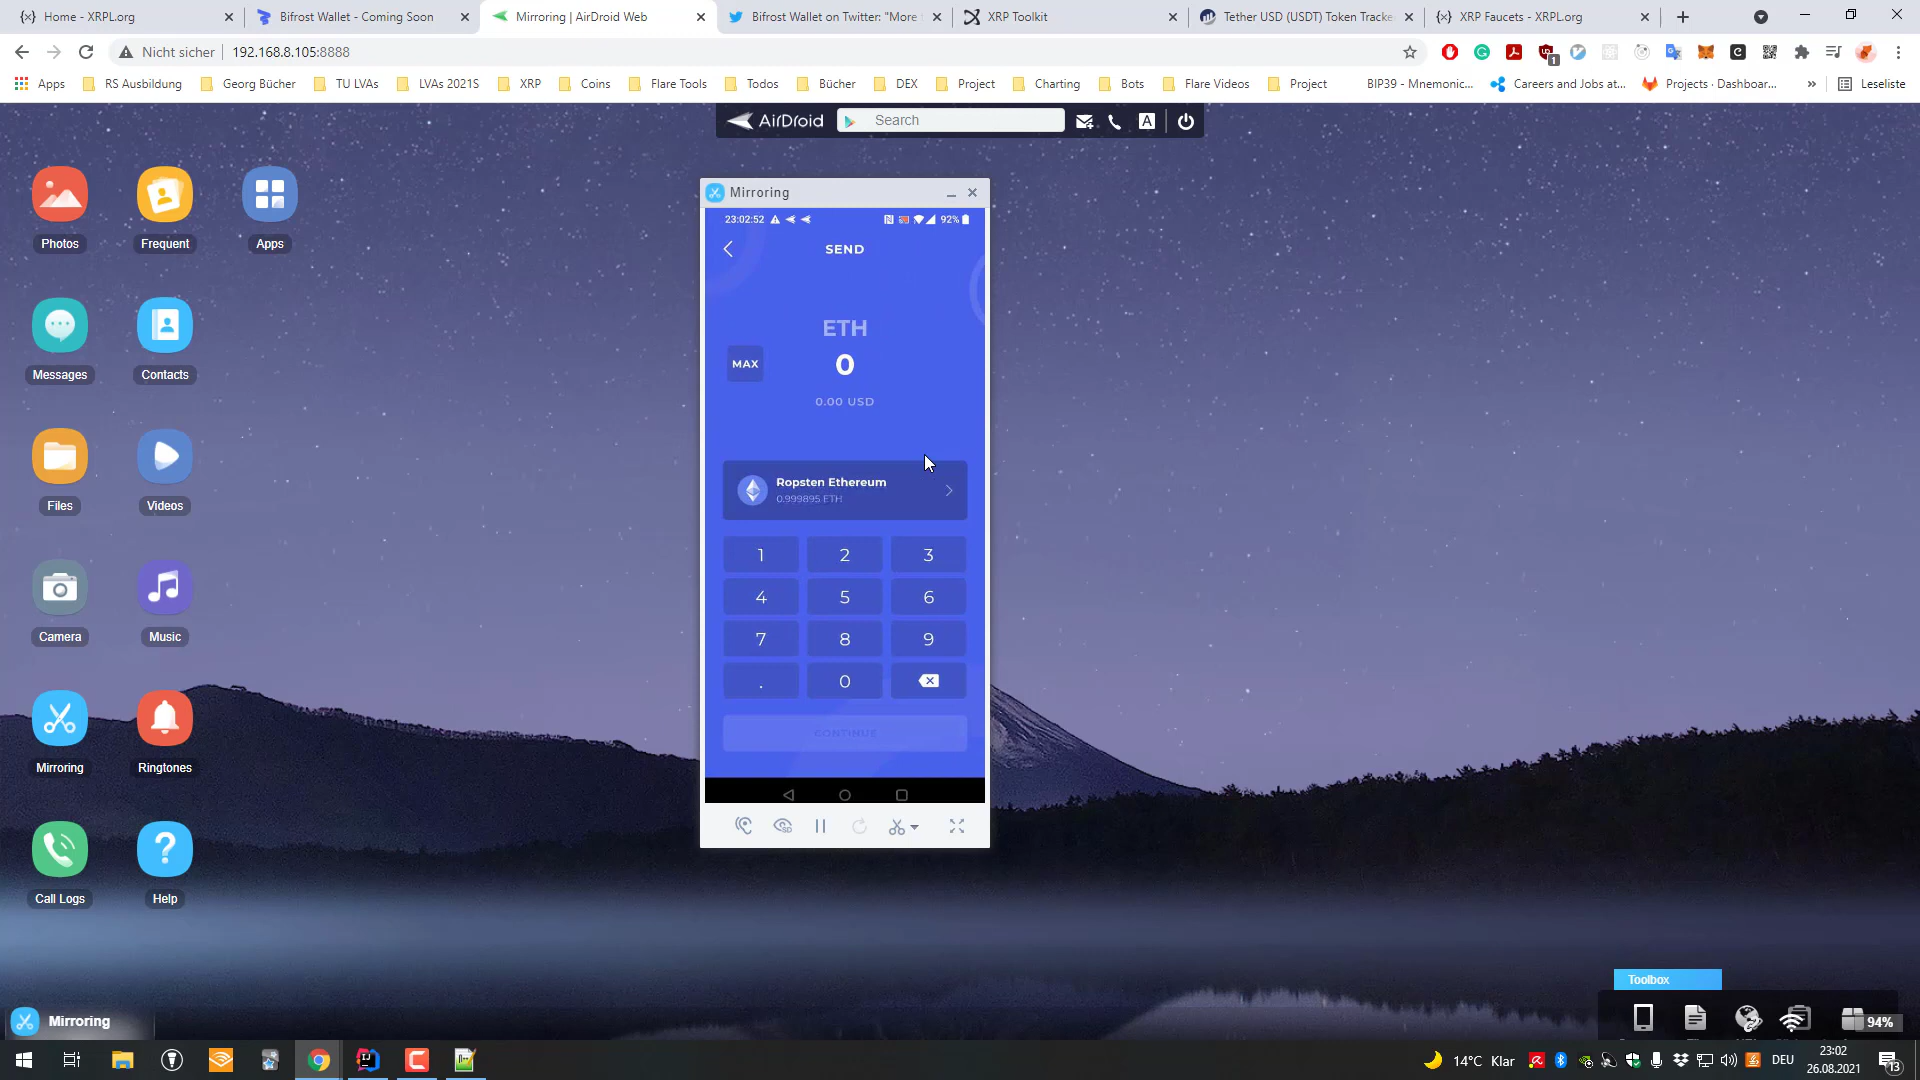 Home - XRPL.org
Bifrost Wallet - Coming Soon
Mirroring | AirDroid Web
Bifrost Wallet on Twitter: "More
XRP Toolkit
Tether USD (USDT) Token Tracke
XRP Faucets - XRPL.org
Nicht sicher
192.168.8.105:8888
Apps
RS Ausbildung
Georg Bücher
TU LVAs
LVAs 2021S
XRP
Coins
Flare Tools
Todos
Bücher
DEX
Project
Charting
Bots
Flare Videos
Project
BIP39 - Mnemonic...
Careers and Jobs at...
Projects · Dashboar...
»
Leseliste
AirDroid
Search
Photos
Frequent
Apps
Messages
Contacts
Files
Videos
Camera
Music
Mirroring
Ringtones
Call Logs
Help
Mirroring
23:02:52
92%
SEND
ETH
MAX
0
0.00 USD
Ropsten Ethereum
0.999895 ETH
1
2
3
4
5
6
7
8
9
.
0
CONTINUE
Toolbox
94%
Mirroring
14°C Klar
DEU
23:02
26.08.2021
13